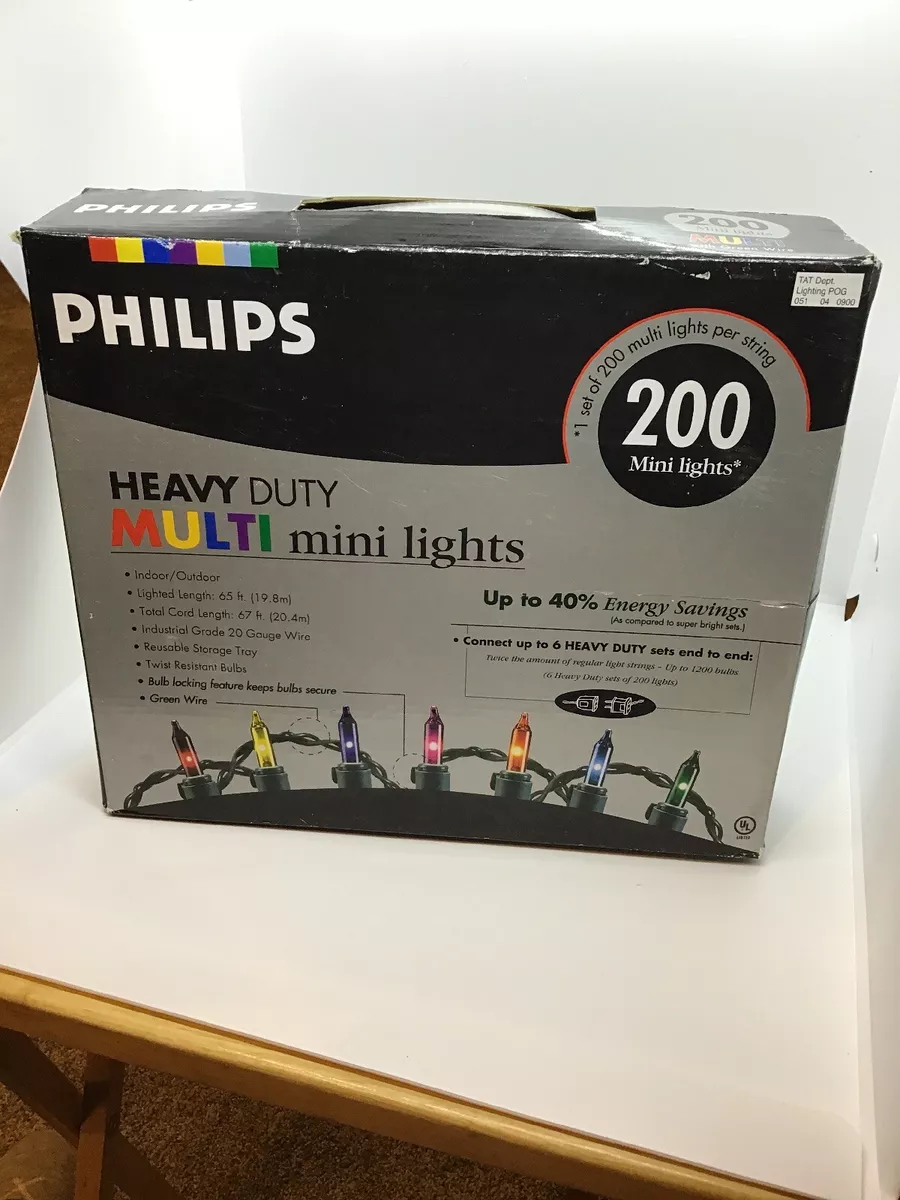 PHILIPS
200
MULTI
TAT Dept.
Lighting POG
051 04 0900
PHILIPS
*1 set of 200 multi lights per string
200
Mini lights*
HEAVY DUTY
MULTI mini lights
• Indoor/Outdoor
• Lighted Length: 65 ft. (19.8m)
• Total Cord Length: 67 ft. (20.4m)
• Industrial Grade 20 Gauge Wire
• Reusable Storage Tray
• Twist Resistant Bulbs
• Bulb locking feature keeps bulbs secure
• Green Wire
Up to 40% Energy Savings
(As compared to super bright sets.)
• Connect up to 6 HEAVY DUTY sets end to end:
Twice the amount of regular light strings - Up to 1200 bulbs
(6 Heavy Duty sets of 200 lights)
UL
LISTED